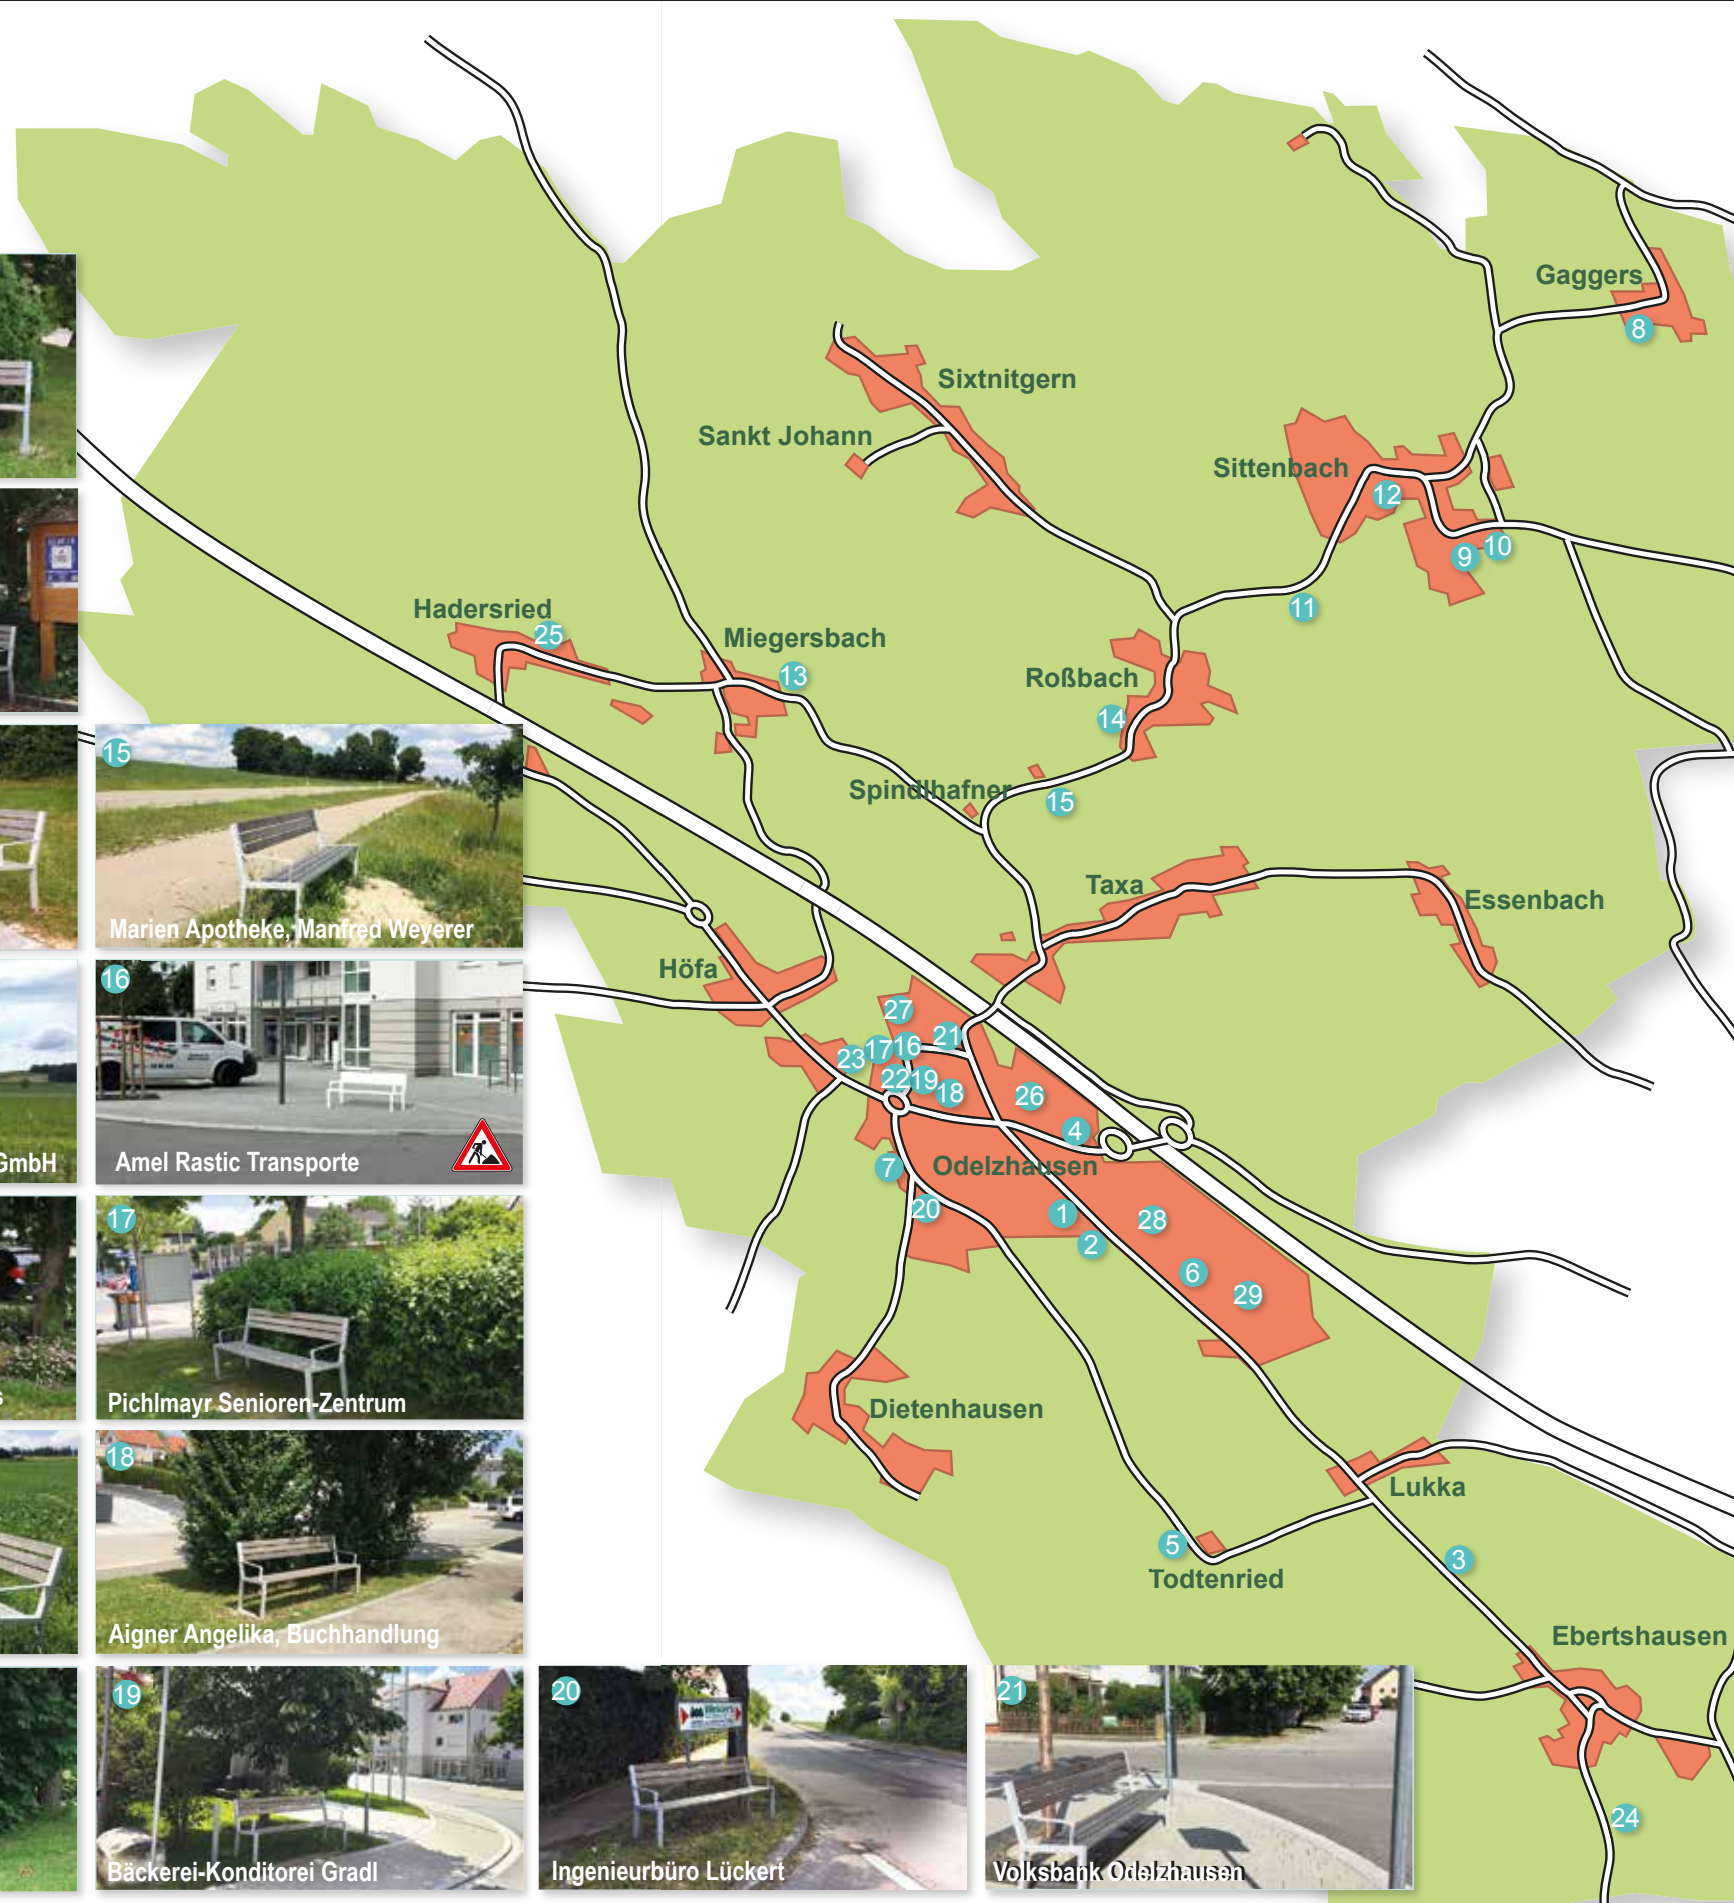 Gaggers
8
Sixtnitgern
Sankt Johann
Sittenbach
12
9
10
11
Hadersried
25
Miegersbach
13
Roßbach
14
Spindlhafner
15
Taxa
Essenbach
Höfa
27
21
23
17
16
22
19
18
26
4
7
Odelzhausen
20
1
2
28
6
29
Dietenhausen
Lukka
5
Todtenried
3
Ebertshausen
24
15
Marien Apotheke, Manfred Weyerer
16
GmbH
Amel Rastic Transporte
17
s
Pichlmayr Senioren-Zentrum
18
Aigner Angelika, Buchhandlung
19
Bäckerei-Konditorei Gradl
20
Ingenieurbüro Lückert
21
Volksbank Odelzhausen